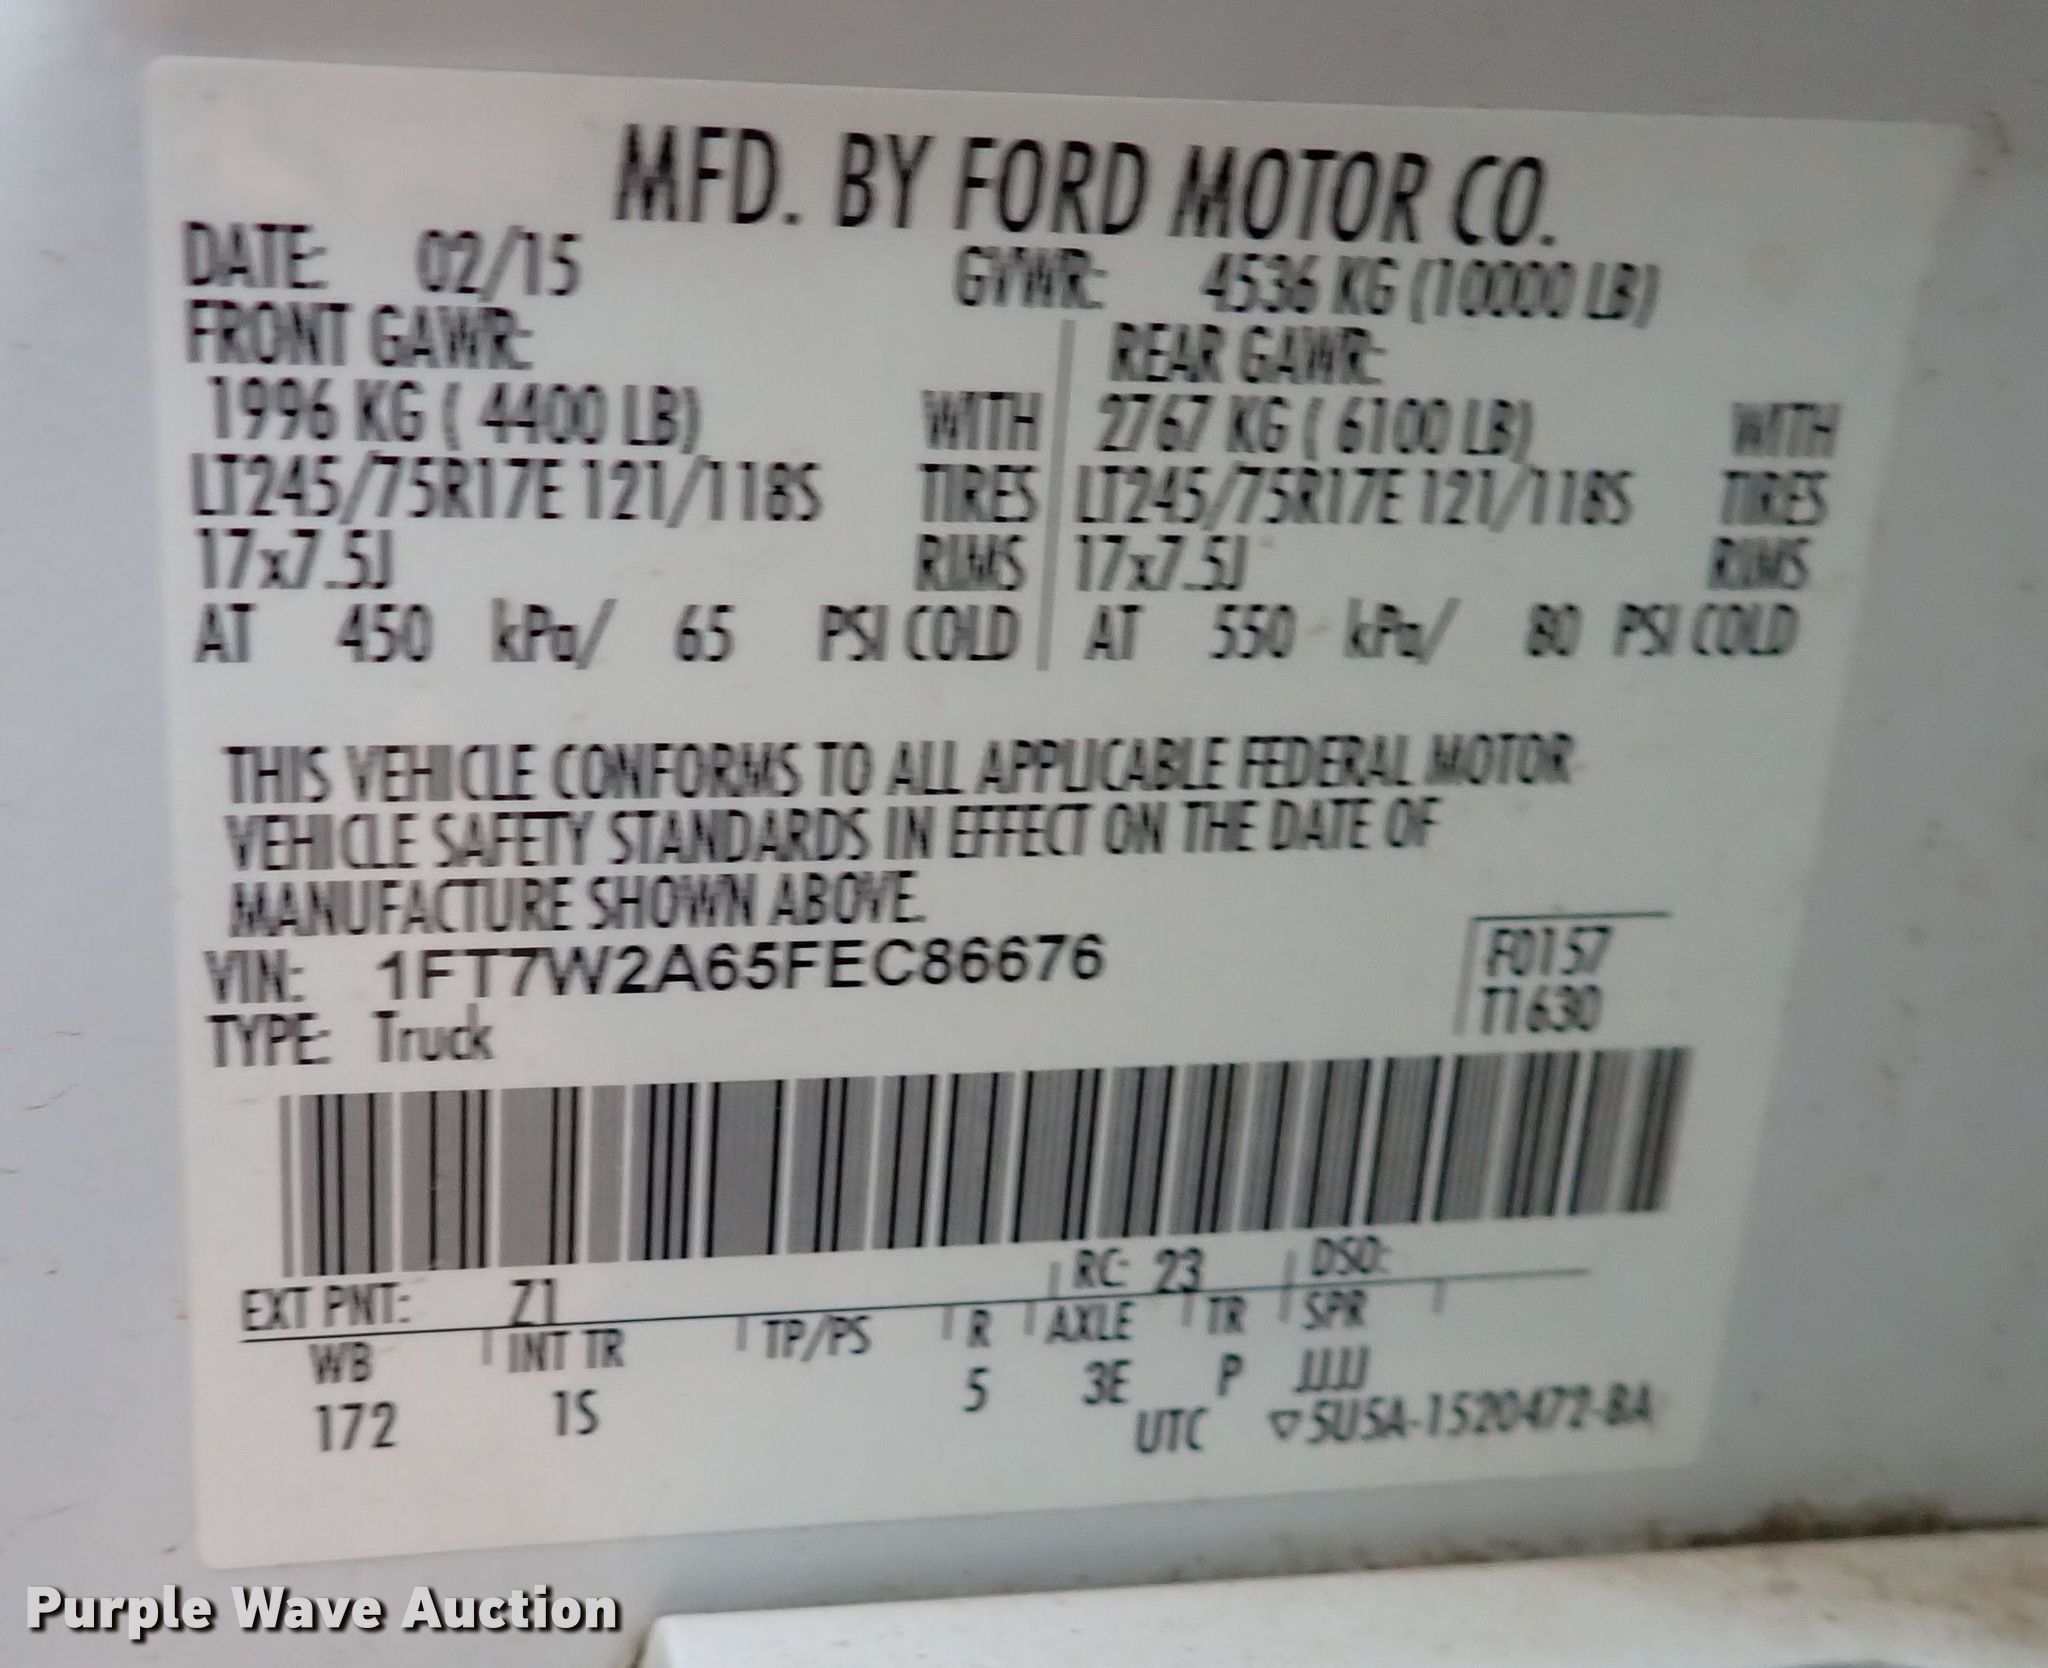 MFD. BY FORD MOTOR CO.
DATE: 02/15 GVWR: 4536 KG (10000 LB)
FRONT GAWR: REAR GAWR:
1996 KG ( 4400 LB) WITH 2767 KG ( 6100 LB) WITH
LT245/75R17E 121/118S TIRES LT245/75R17E 121/118S TIRES
17x7.5J RIMS 17x7.5J RIMS
AT 450 kPa/ 65 PSI COLD AT 550 kPa/ 80 PSI COLD
THIS VEHICLE CONFORMS TO ALL APPLICABLE FEDERAL MOTOR
VEHICLE SAFETY STANDARDS IN EFFECT ON THE DATE OF
MANUFACTURE SHOWN ABOVE.
VIN: 1FT7W2A65FEC86676 F0157
TYPE: Truck T1630
EXT PNT: Z1 RC: 23 DSO:
WB INT TR TP/PS R AXLE TR SPR
172 1S 5 3E P JJJJJ
UTC ▽5U5A-1520472-BA
Purple Wave Auction